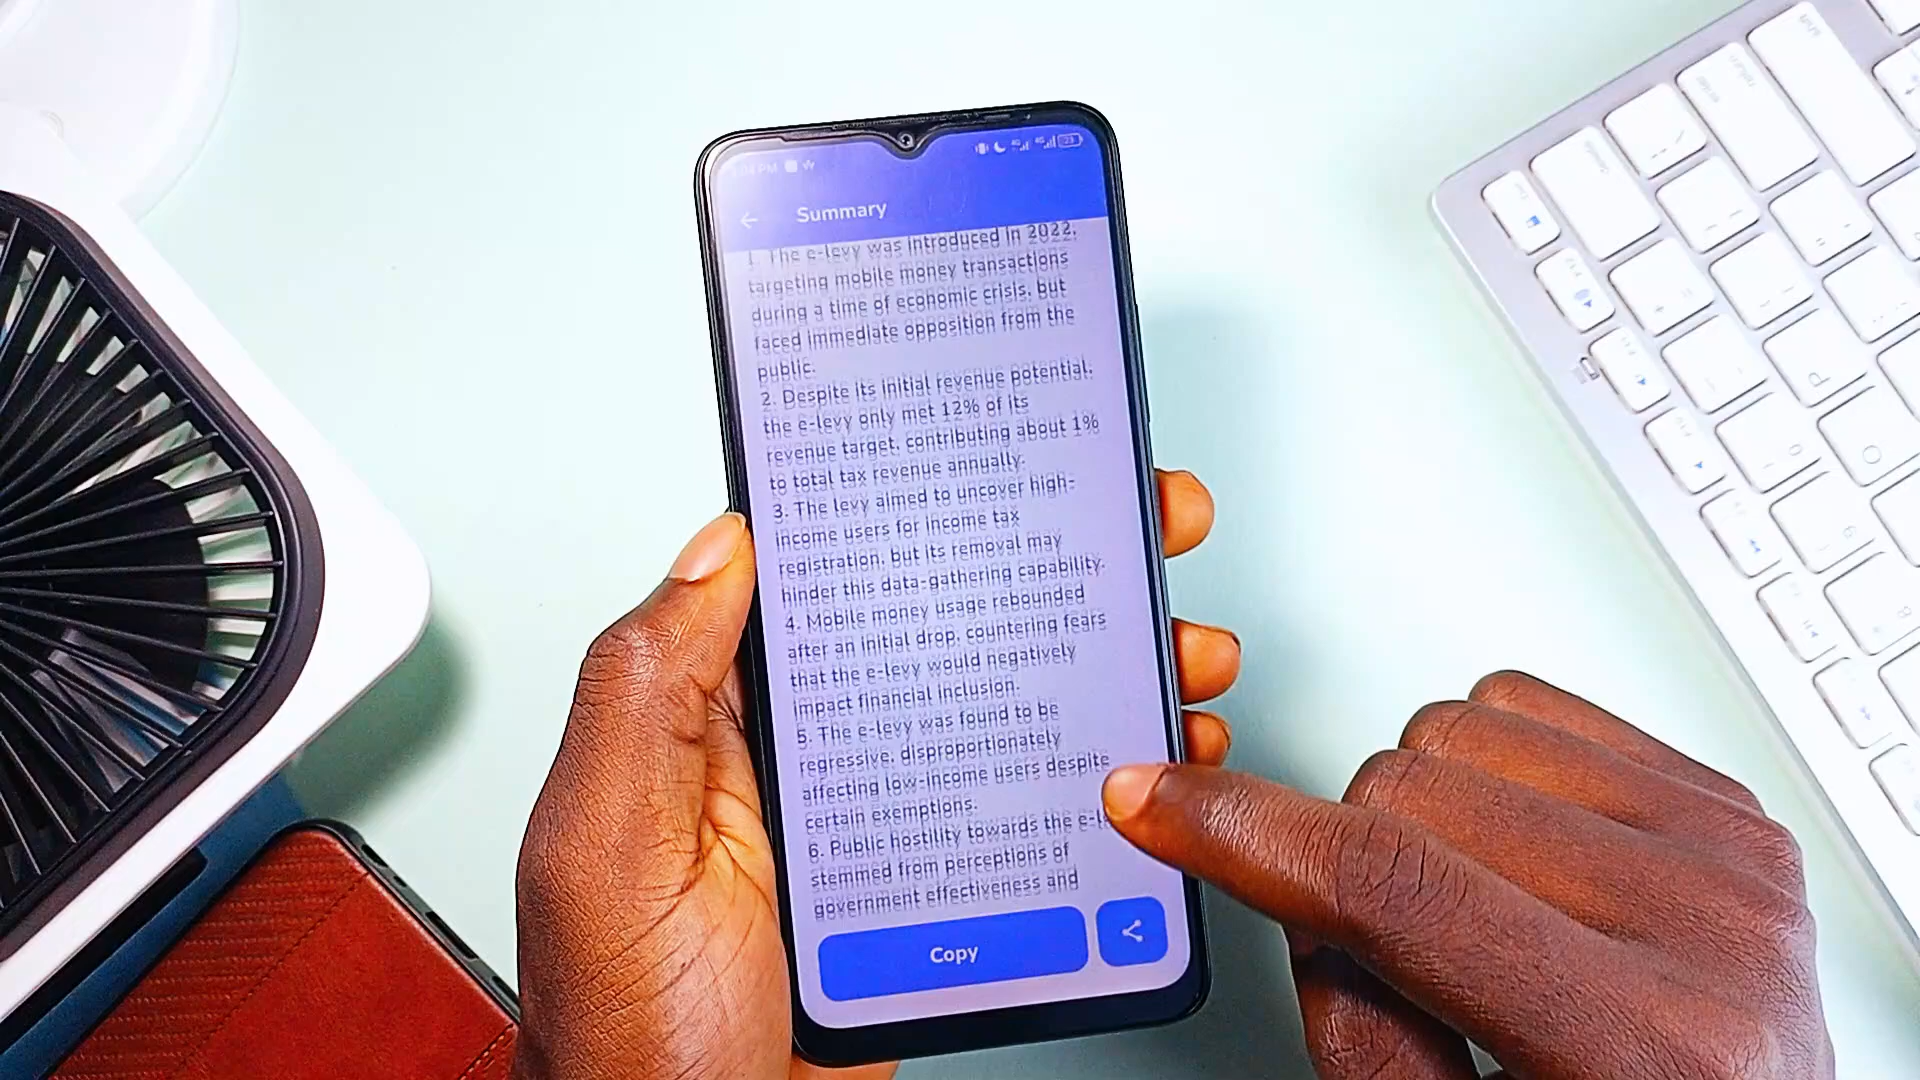 Summary
1. The e-levy was introduced in 2022,
targeting mobile money transactions
during a time of economic crisis, but
faced immediate opposition from the
public.
2. Despite its initial revenue potential,
the e-levy only met 12% of its
revenue target, contributing about 1%
to total tax revenue annually.
3. The levy aimed to uncover high-
income users for income tax
registration, but its removal may
hinder this data-gathering capability.
4. Mobile money usage rebounded
after an initial drop, countering fears
that the e-levy would negatively
impact financial inclusion.
5. The e-levy was found to be
regressive, disproportionately
affecting low-income users despite
certain exemptions.
6. Public hostility towards the
stemmed from perceptions of
government effectiveness and
Copy